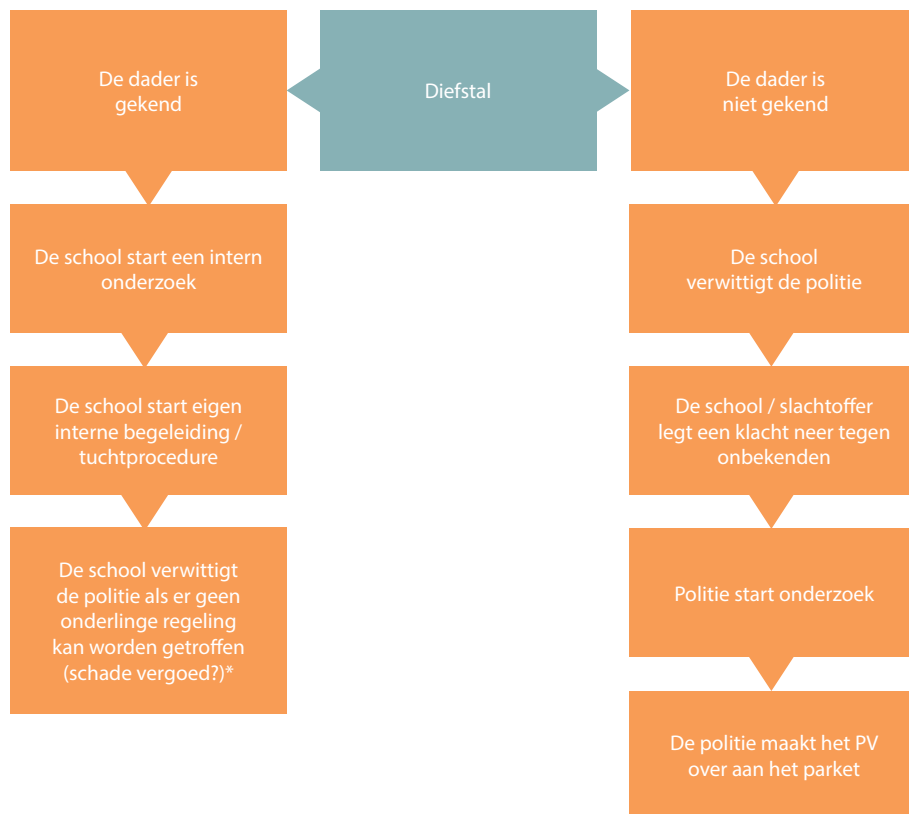 De dader is
gekend
Diefstal
De dader is
niet gekend
De school start een intern
onderzoek
De school
verwittigt de politie
De school start eigen
interne begeleiding /
tuchtprocedure
De school / slachtoffer
legt een klacht neer tegen
onbekenden
De school verwittigt
de politie als er geen
onderlinge regeling
kan worden getroffen
(schade vergoed?)*
Politie start onderzoek
De politie maakt het PV
over aan het parket